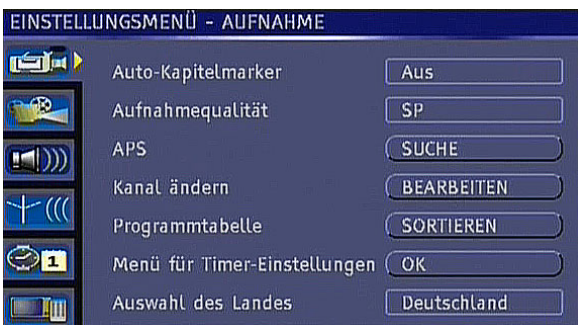 EINSTELLUNGSMENÜ - AUFNAHME
Auto-Kapitelmarker Aus
Aufnahmequalität SP
APS SUCHE
Kanal ändern BEARBEITEN
Programmtabelle SORTIEREN
Menü für Timer-Einstellungen OK
Auswahl des Landes Deutschland
1